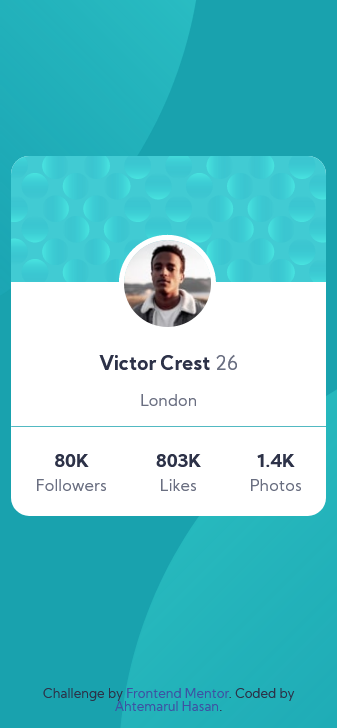 Victor Crest 26
London
80K 803K 1.4K
Followers Likes Photos
Challenge by Frontend Mentor. Coded by
Ahtemarul Hasan.